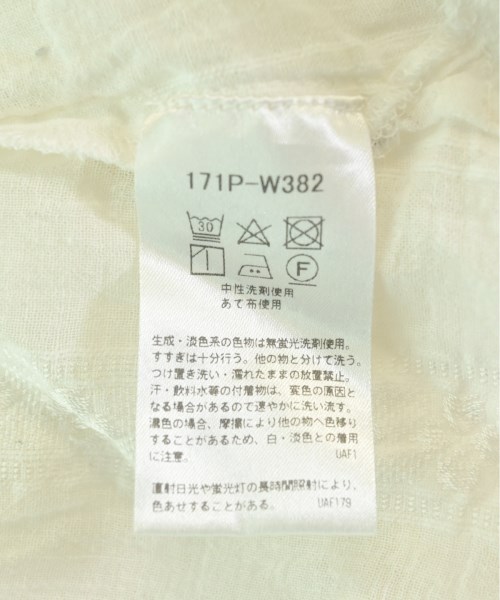 171P-W382
30
F
中性洗剤使用
あて布使用
生成・淡色系の色物は無蛍光洗剤使用。
すすぎは十分行う。他の物と分けて洗う。
つけ置き洗い・濡れたままの放置禁止。
汗・飲料水等の付着物は、変色の原因と
なる場合があるので速やかに洗い流す。
濃色の場合、摩擦により他の物へ色移り
することがあるため、白・淡色との着用
に注意。 UAF1
直射日光や蛍光灯の長時間照射により、
色あせすることがある。 UAF179